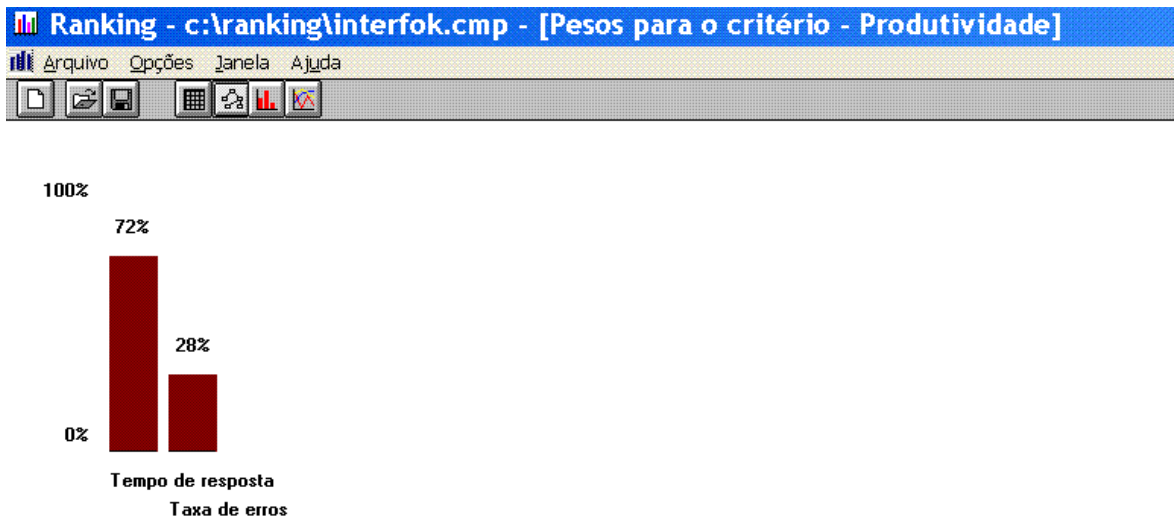 Ranking - c:\ranking\interfok.cmp - [Pesos para o critério - Produtividade]
Arquivo Opções Janela Ajuda
100%
72%
28%
0%
Tempo de resposta
Taxa de erros